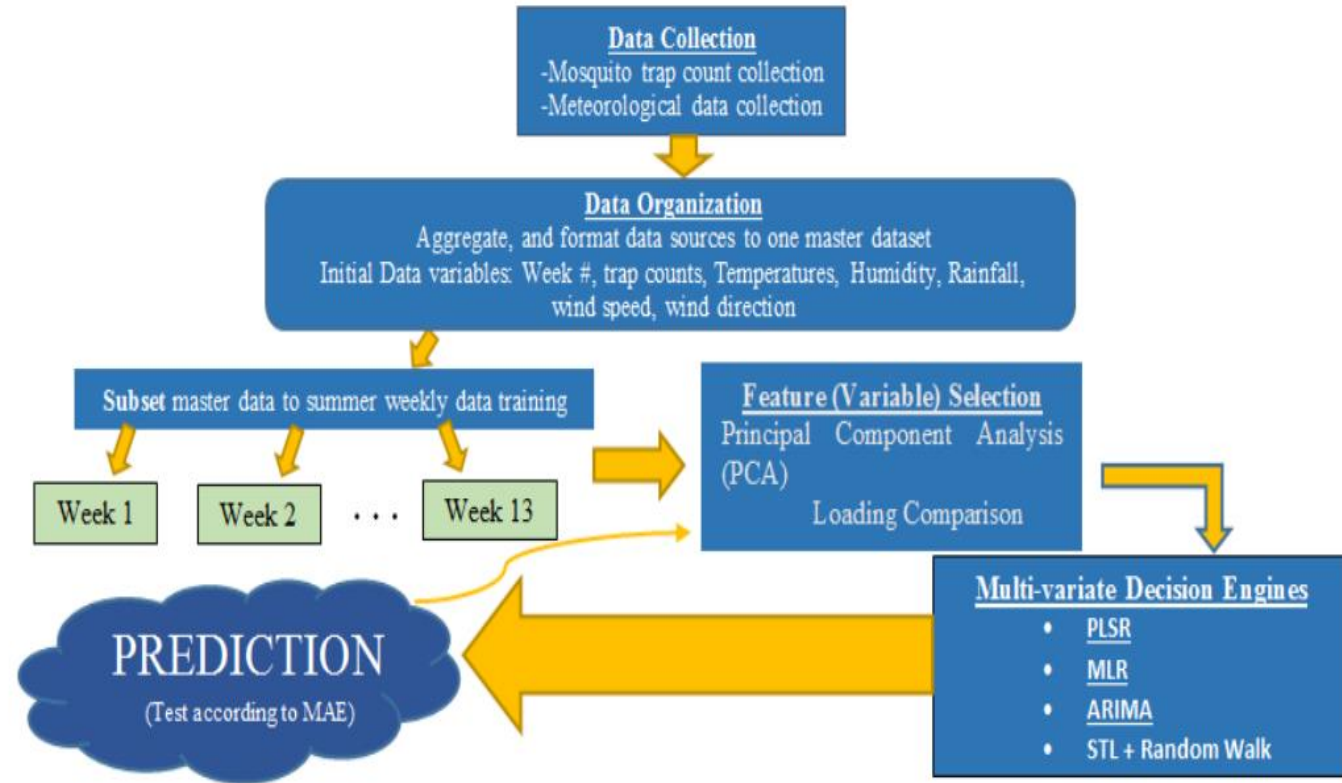 Data Collection
-Mosquito trap count collection
-Meteorological data collection
Data Organization
Aggregate, and format data sources to one master dataset
Initial Data variables: Week #, trap counts, Temperatures, Humidity, Rainfall,
wind speed, wind direction
Subset master data to summer weekly data training
Week 1
Week 2
. . .
Week 13
Feature (Variable) Selection
Principal Component Analysis
(PCA)
Loading Comparison
Multi-variate Decision Engines
• PLSR
• MLR
• ARIMA
• STL + Random Walk
PREDICTION
(Test according to MAE)